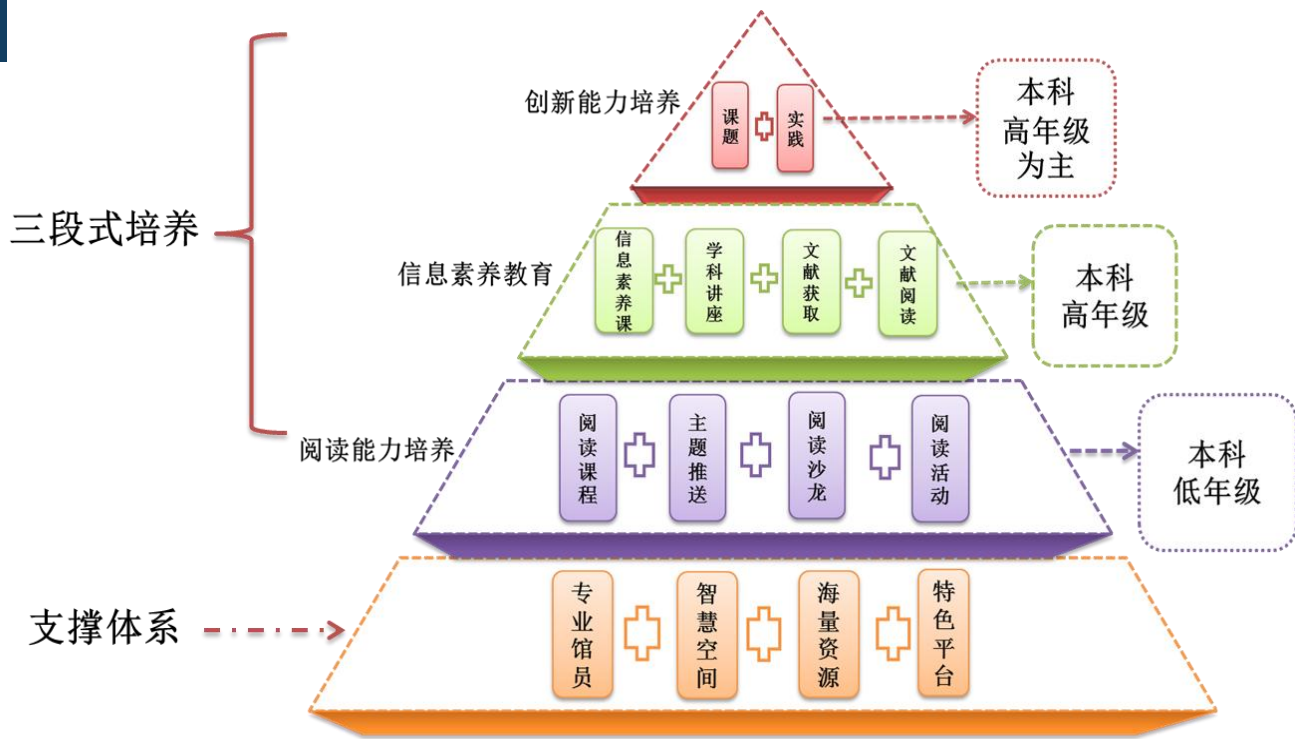 创新能力培养
课题
实践
本科
高年级
为主
三段式培养
信息素养教育
信息素养课
学科讲座
文献获取
文献阅读
本科
高年级
阅读能力培养
阅读课程
主题推送
阅读沙龙
阅读活动
本科
低年级
支撑体系
专业馆员
智慧空间
海量资源
特色平台